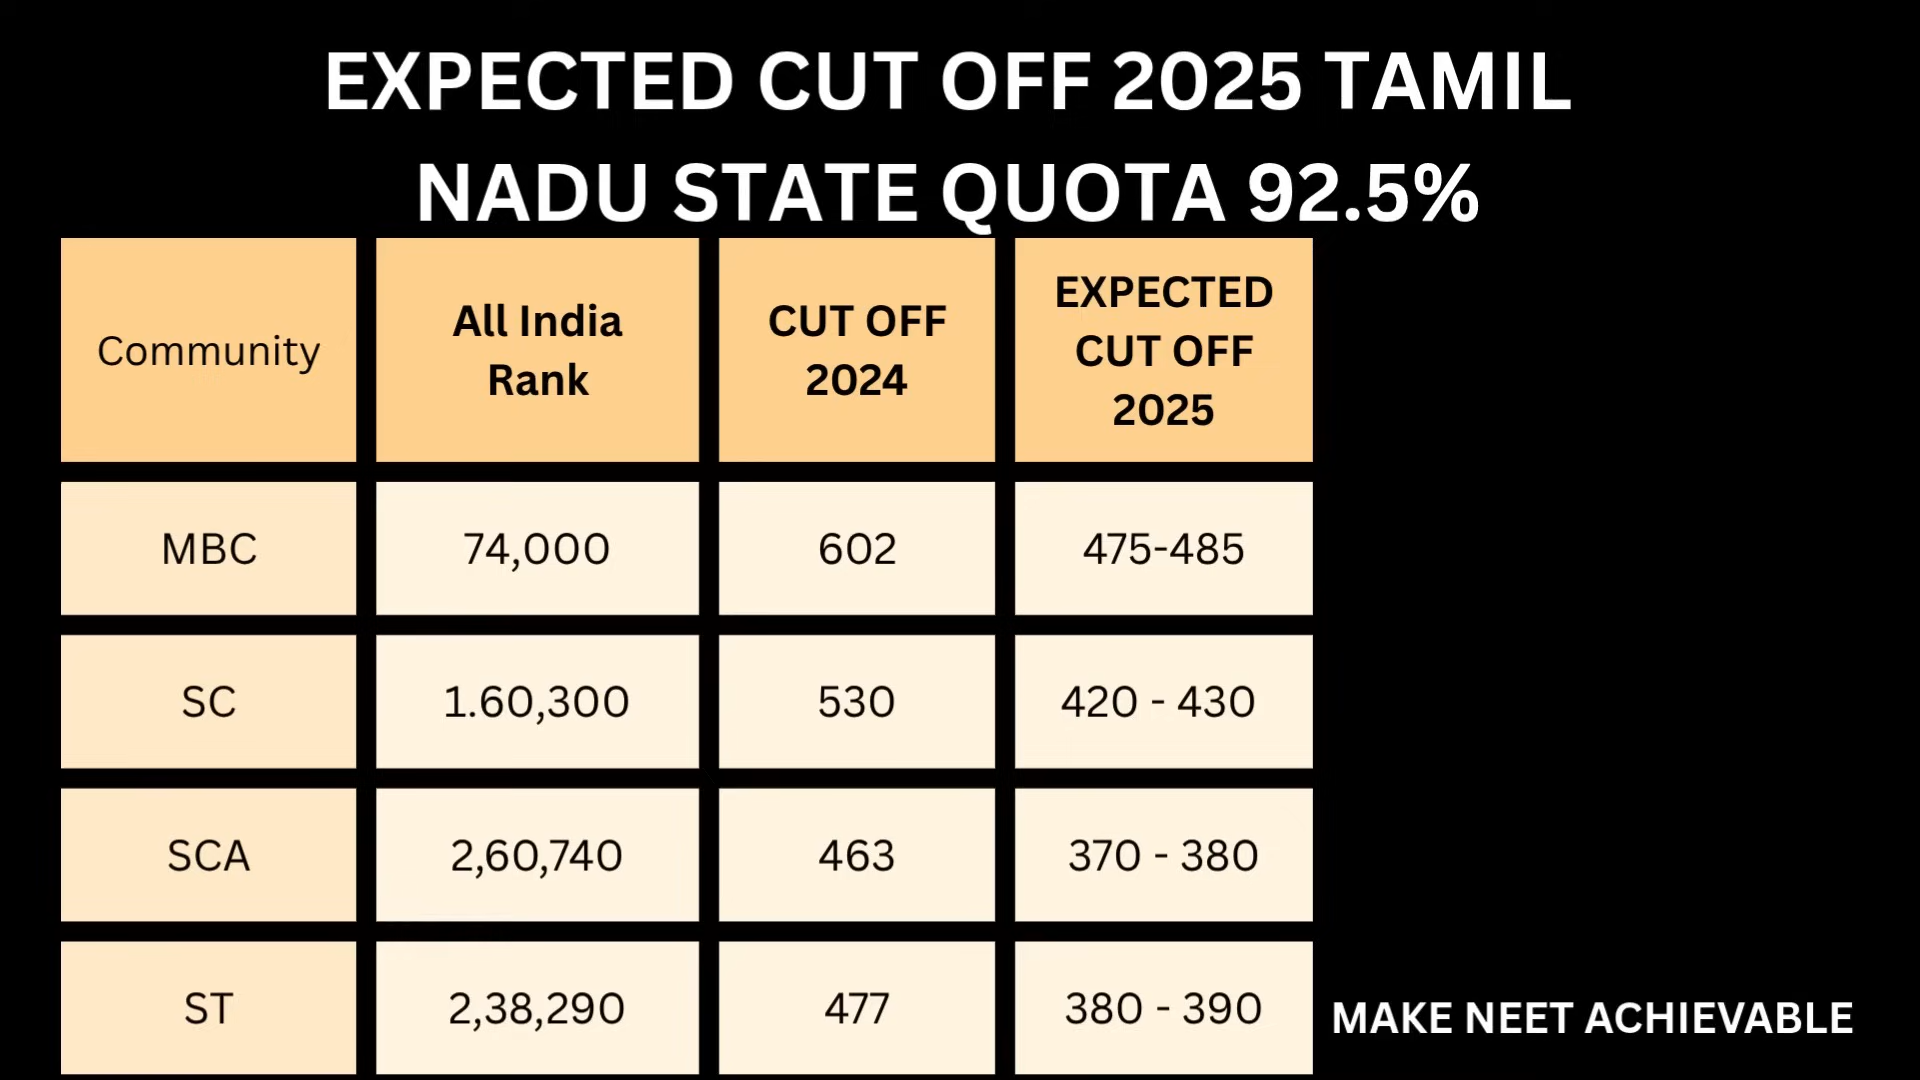 EXPECTED CUT OFF 2025 TAMIL
NADU STATE QUOTA 92.5%
Community
All India
Rank
CUT OFF
2024
EXPECTED
CUT OFF
2025
MBC
74,000
602
475-485
SC
1.60,300
530
420 - 430
SCA
2,60,740
463
370 - 380
ST
2,38,290
477
380 - 390
MAKE NEET ACHIEVABLE